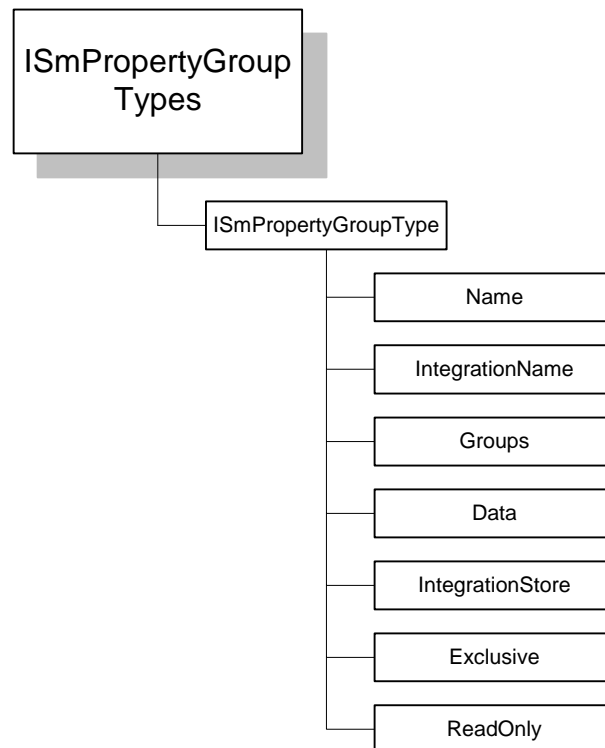 ISmPropertyGroup
Types
ISmPropertyGroupType
Name
IntegrationName
Groups
Data
IntegrationStore
Exclusive
ReadOnly